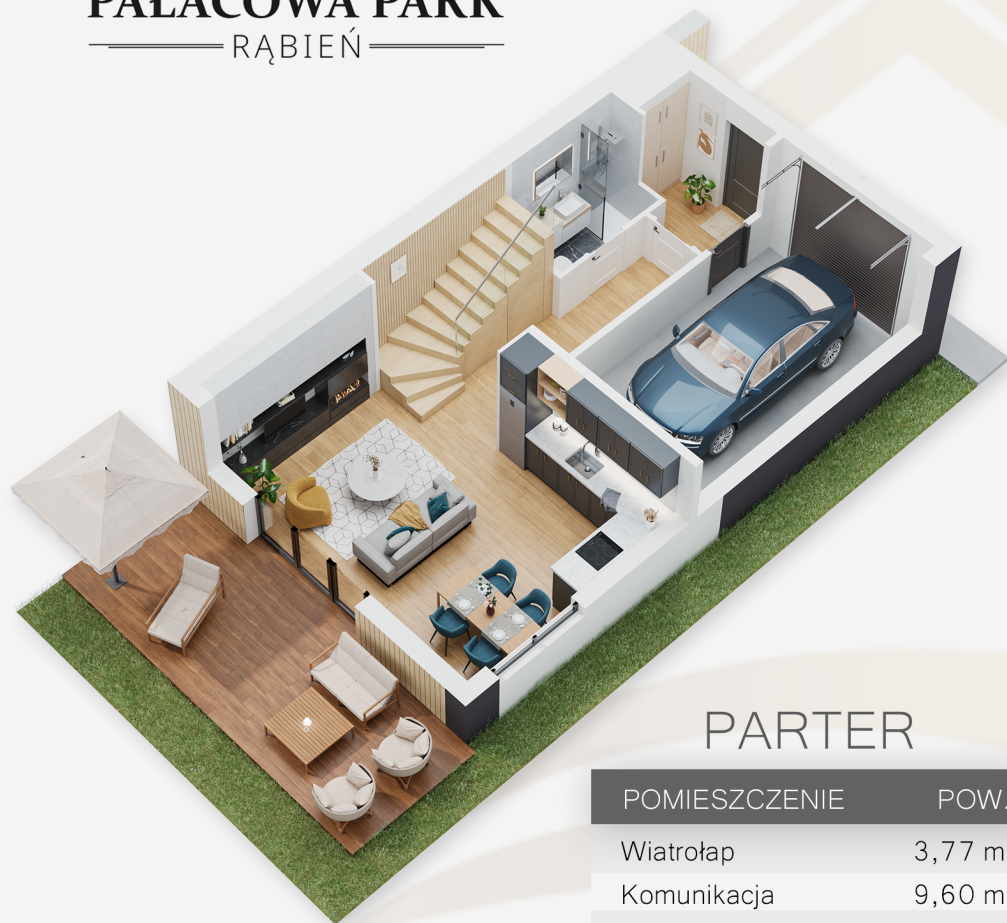 PAŁACOWA PARK
RĄBIEŃ
PARTER
POMIESZCZENIE POW.
Wiatrołap 3,77 m
Komunikacja 9,60 m